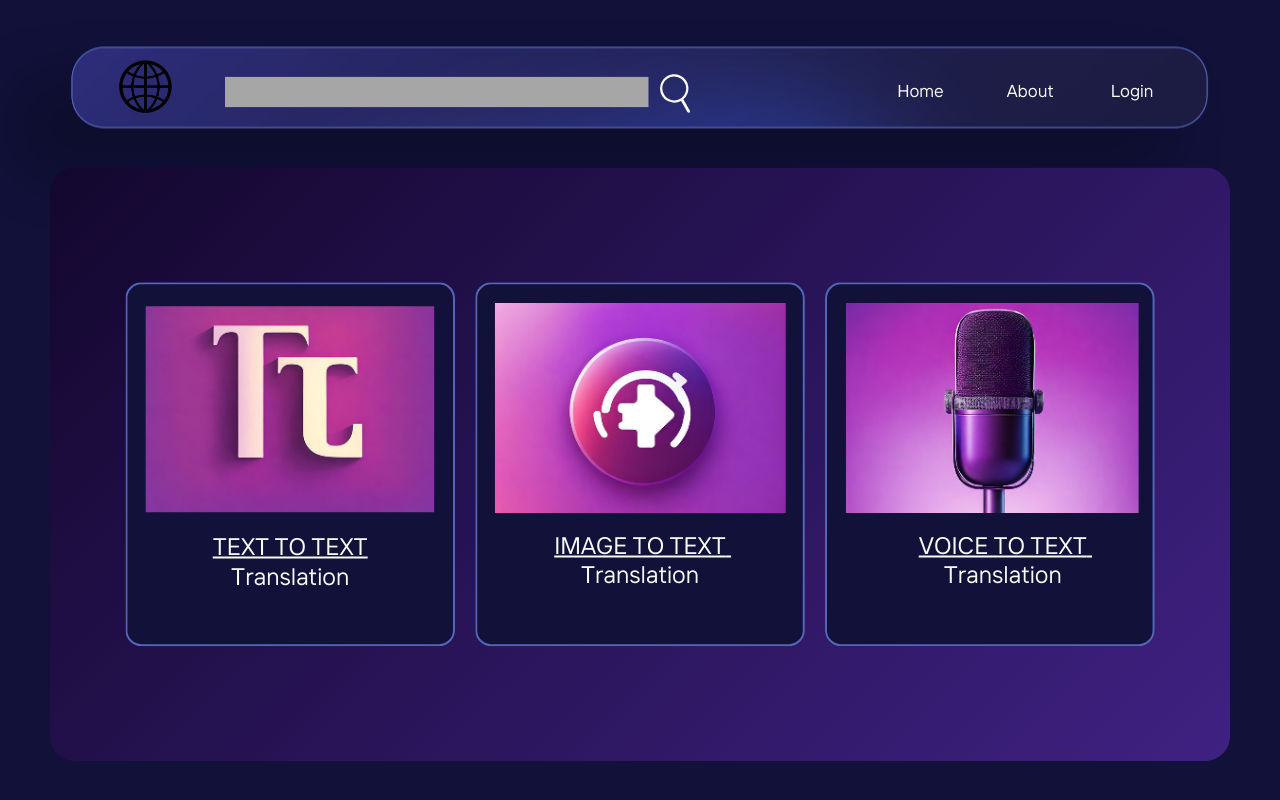 Home
About
Login
Tτ
TEXT TO TEXT
Translation
IMAGE TO TEXT
Translation
VOICE TO TEXT
Translation